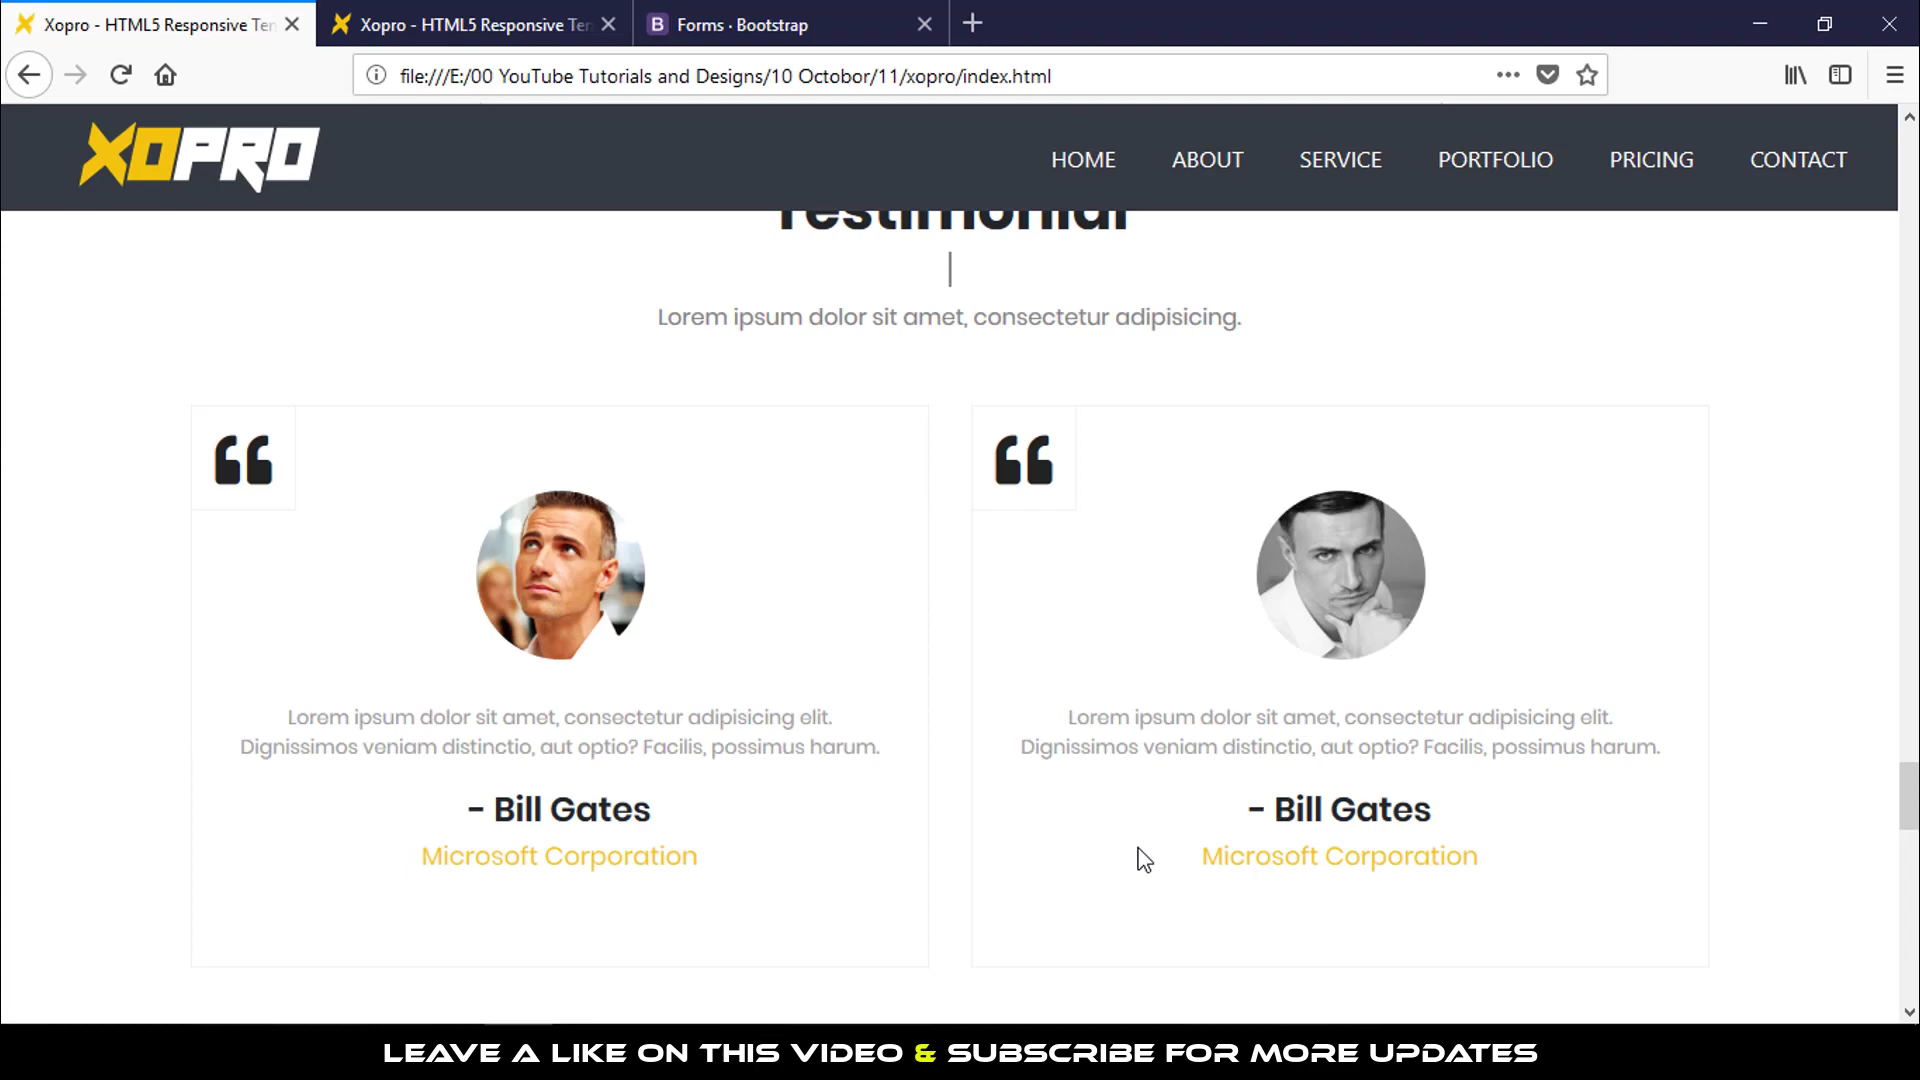 Xopro - HTML5 Responsive Ten
Xopro - HTML5 Responsive Ten
B Forms · Bootstrap
file:///E:/00 YouTube Tutorials and Designs/10 Octobor/11/xopro/index.html
XOPRO
HOME ABOUT SERVICE PORTFOLIO PRICING CONTACT
Testimonial
Lorem ipsum dolor sit amet, consectetur adipisicing.
Lorem ipsum dolor sit amet, consectetur adipisicing elit.
Dignissimos veniam distinctio, aut optio? Facilis, possimus harum.
- Bill Gates
Microsoft Corporation
Lorem ipsum dolor sit amet, consectetur adipisicing elit.
Dignissimos veniam distinctio, aut optio? Facilis, possimus harum.
- Bill Gates
Microsoft Corporation
LEAVE A LIKE ON THIS VIDEO & SUBSCRIBE FOR MORE UPDATES